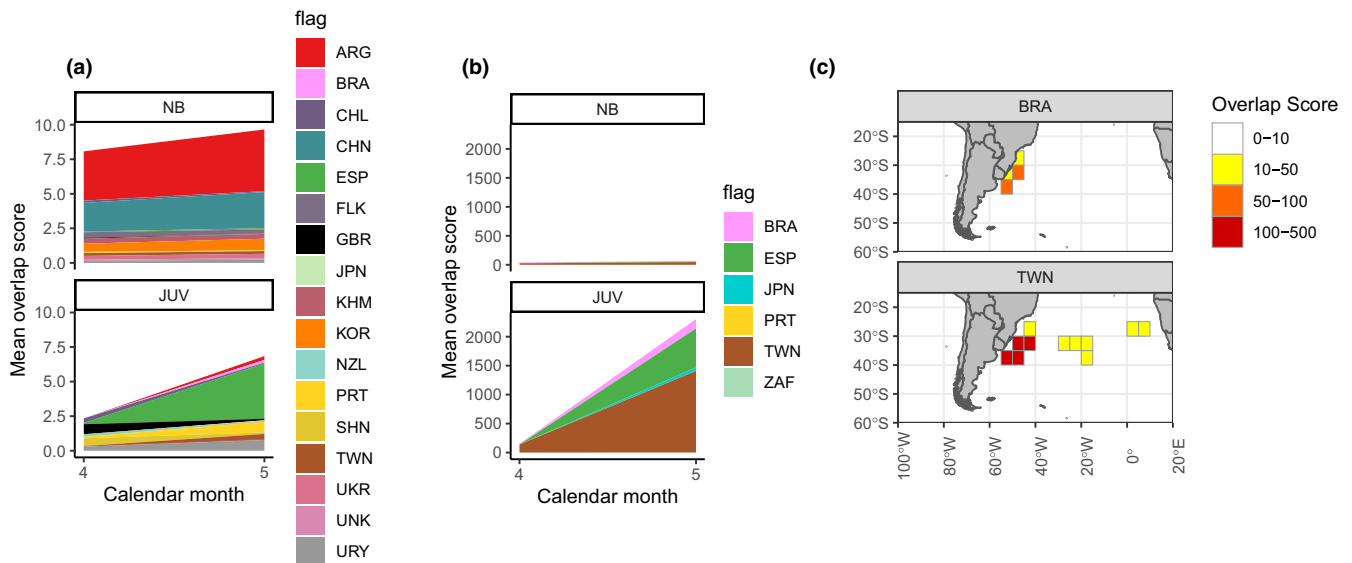 (a)
NB
10.0
7.5
5.0
2.5
0.0
JUV
10.0
7.5
5.0
2.5
0.0
4
5
Calendar month
Mean overlap score
flag
ARG
BRA
CHL
CHN
ESP
FLK
GBR
JPN
KHM
KOR
NZL
PRT
SHN
TWN
UKR
UNK
URY
(b)
NB
2000
1500
1000
500
0
JUV
2000
1500
1000
500
0
4
5
Calendar month
Mean overlap score
flag
BRA
ESP
JPN
PRT
TWN
ZAF
(c)
BRA
20°S
30°S
40°S
50°S
60°S
TWN
20°S
30°S
40°S
50°S
60°S
100°W
80°W
60°W
40°W
20°W
0°
20°E
Overlap Score
0−10
10−50
50−100
100−500